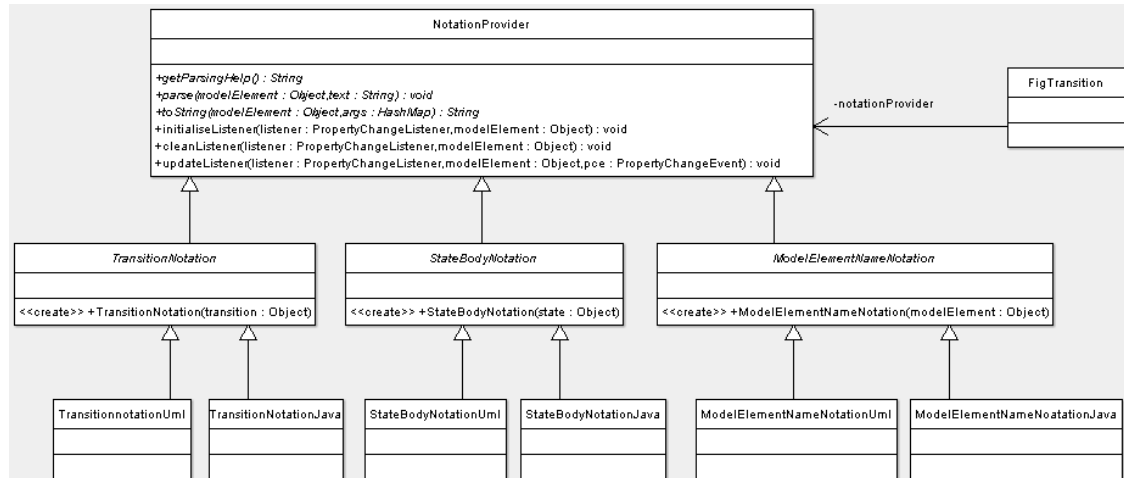 NotationProvider
+getParsingHelp() : String
+parse(modelElement : Object,text : String) : void
+toString(modelElement : Object,args : HashMap) : String
+initialiseListener(listener : PropertyChangeListener,modelElement : Object) : void
+cleanListener(listener : PropertyChangeListener,modelElement : Object) : void
+updateListener(listener : PropertyChangeListener,modelElement : Object,pce : PropertyChangeEvent) : void
FigTransition
-notationProvider
TransitionNotation
<<create>> +TransitionNotation(transition : Object)
StateBodyNotation
<<create>> +StateBodyNotation(state : Object)
ModelElementNameNotation
<<create>> +ModelElementNameNotation(modelElement : Object)
TransitionnotationUml
TransitionNotationJava
StateBodyNotationUml
StateBodyNotationJava
ModelElementNameNotationUml
ModelElementNameNoatationJava